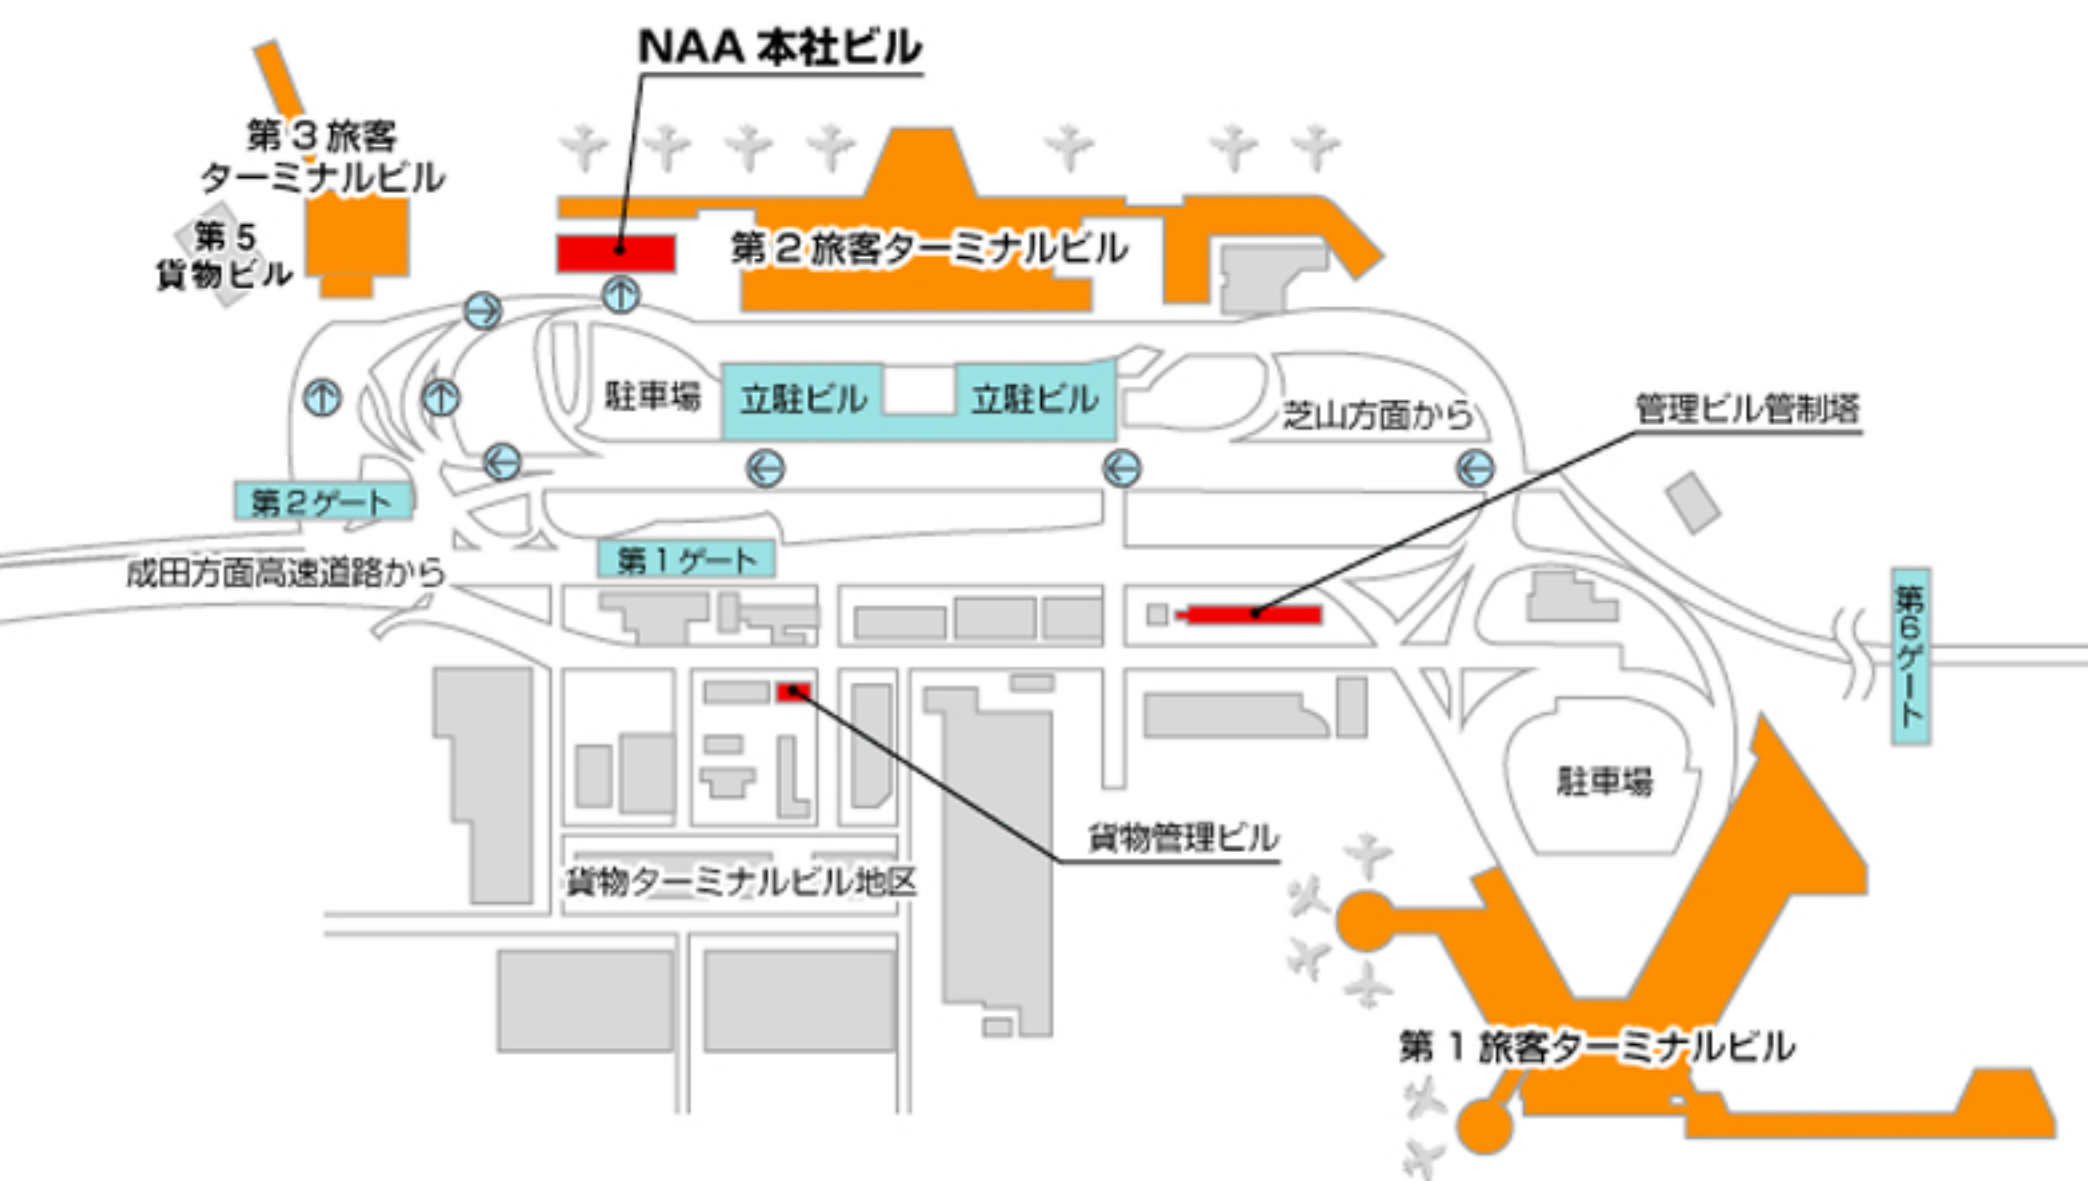 NAA 本社ビル
第3旅客
ターミナルビル
第5
貨物ビル
第2旅客ターミナルビル
駐車場
立駐ビル
立駐ビル
芝山方面から
管理ビル管制塔
第2ゲート
第1ゲート
成田方面高速道路から
第6ゲート
駐車場
貨物管理ビル
貨物ターミナルビル地区
第1旅客ターミナルビル